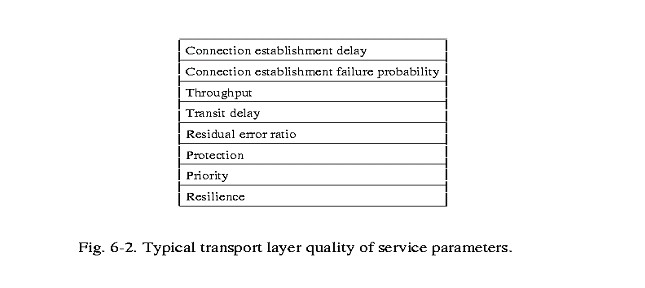 Connection establishment delay
Connection establishment failure probability
Throughput
Transit delay
Residual error ratio
Protection
Priority
Resilience
Fig. 6-2. Typical transport layer quality of service parameters.